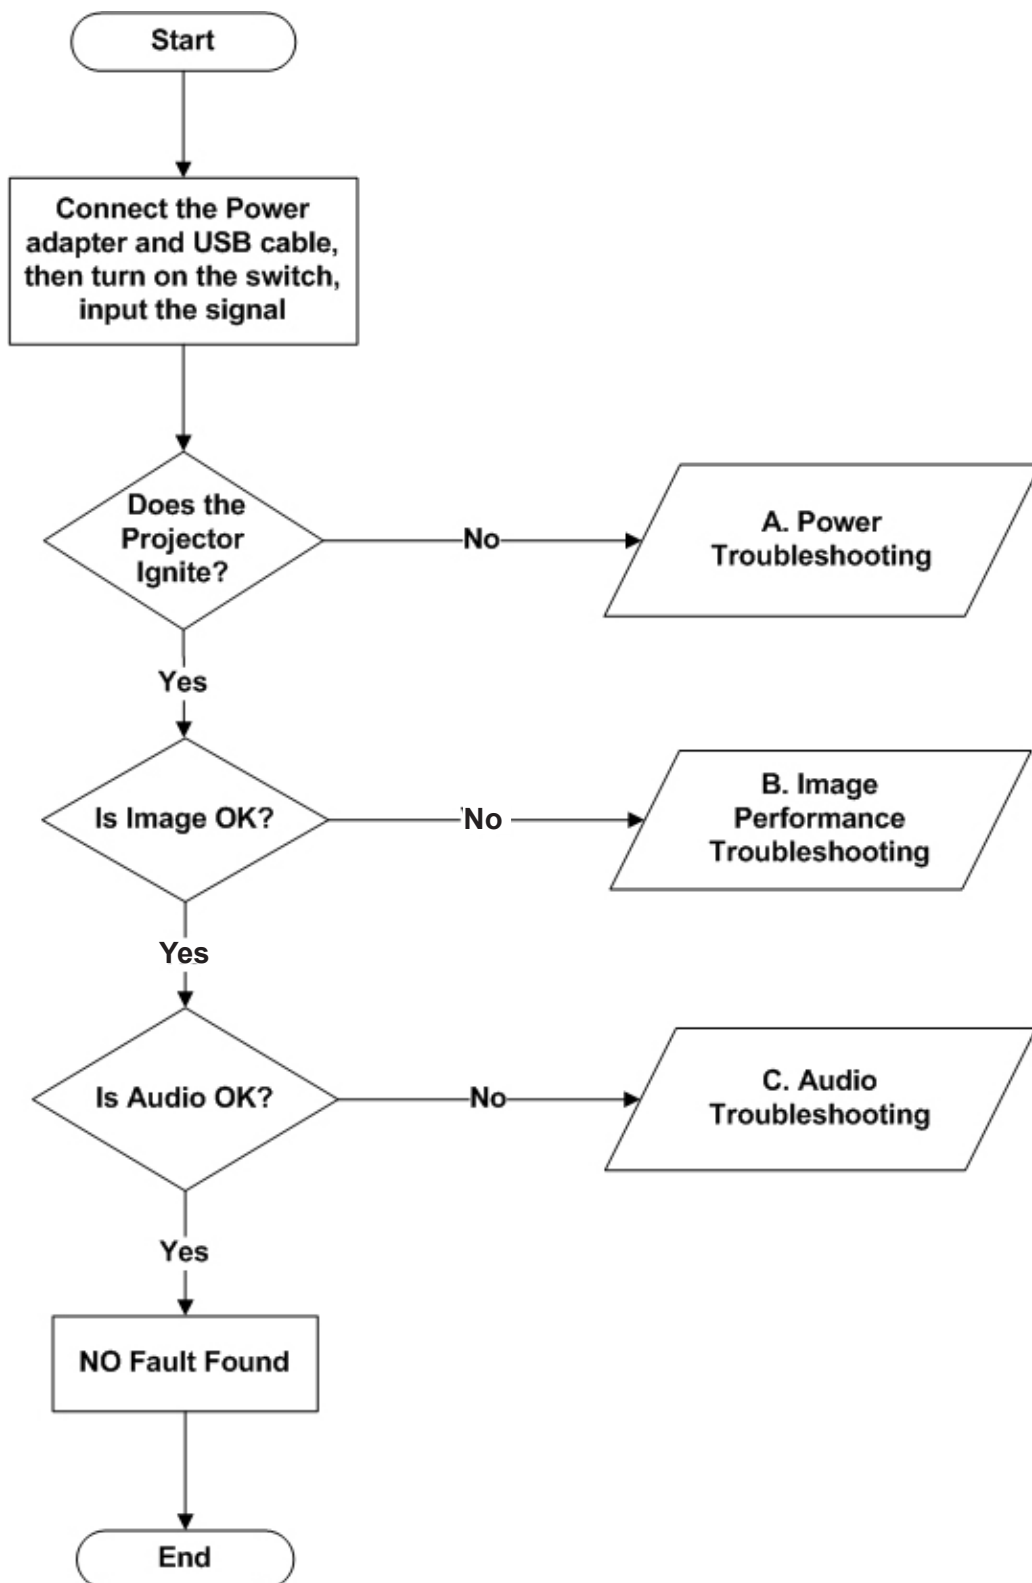 Start
Connect the Power
adapter and USB cable,
then turn on the switch,
input the signal
Does the
Projector
Ignite?
No
A. Power
Troubleshooting
Yes
Is Image OK?
No
B. Image
Performance
Troubleshooting
Yes
Is Audio OK?
No
C. Audio
Troubleshooting
Yes
NO Fault Found
End